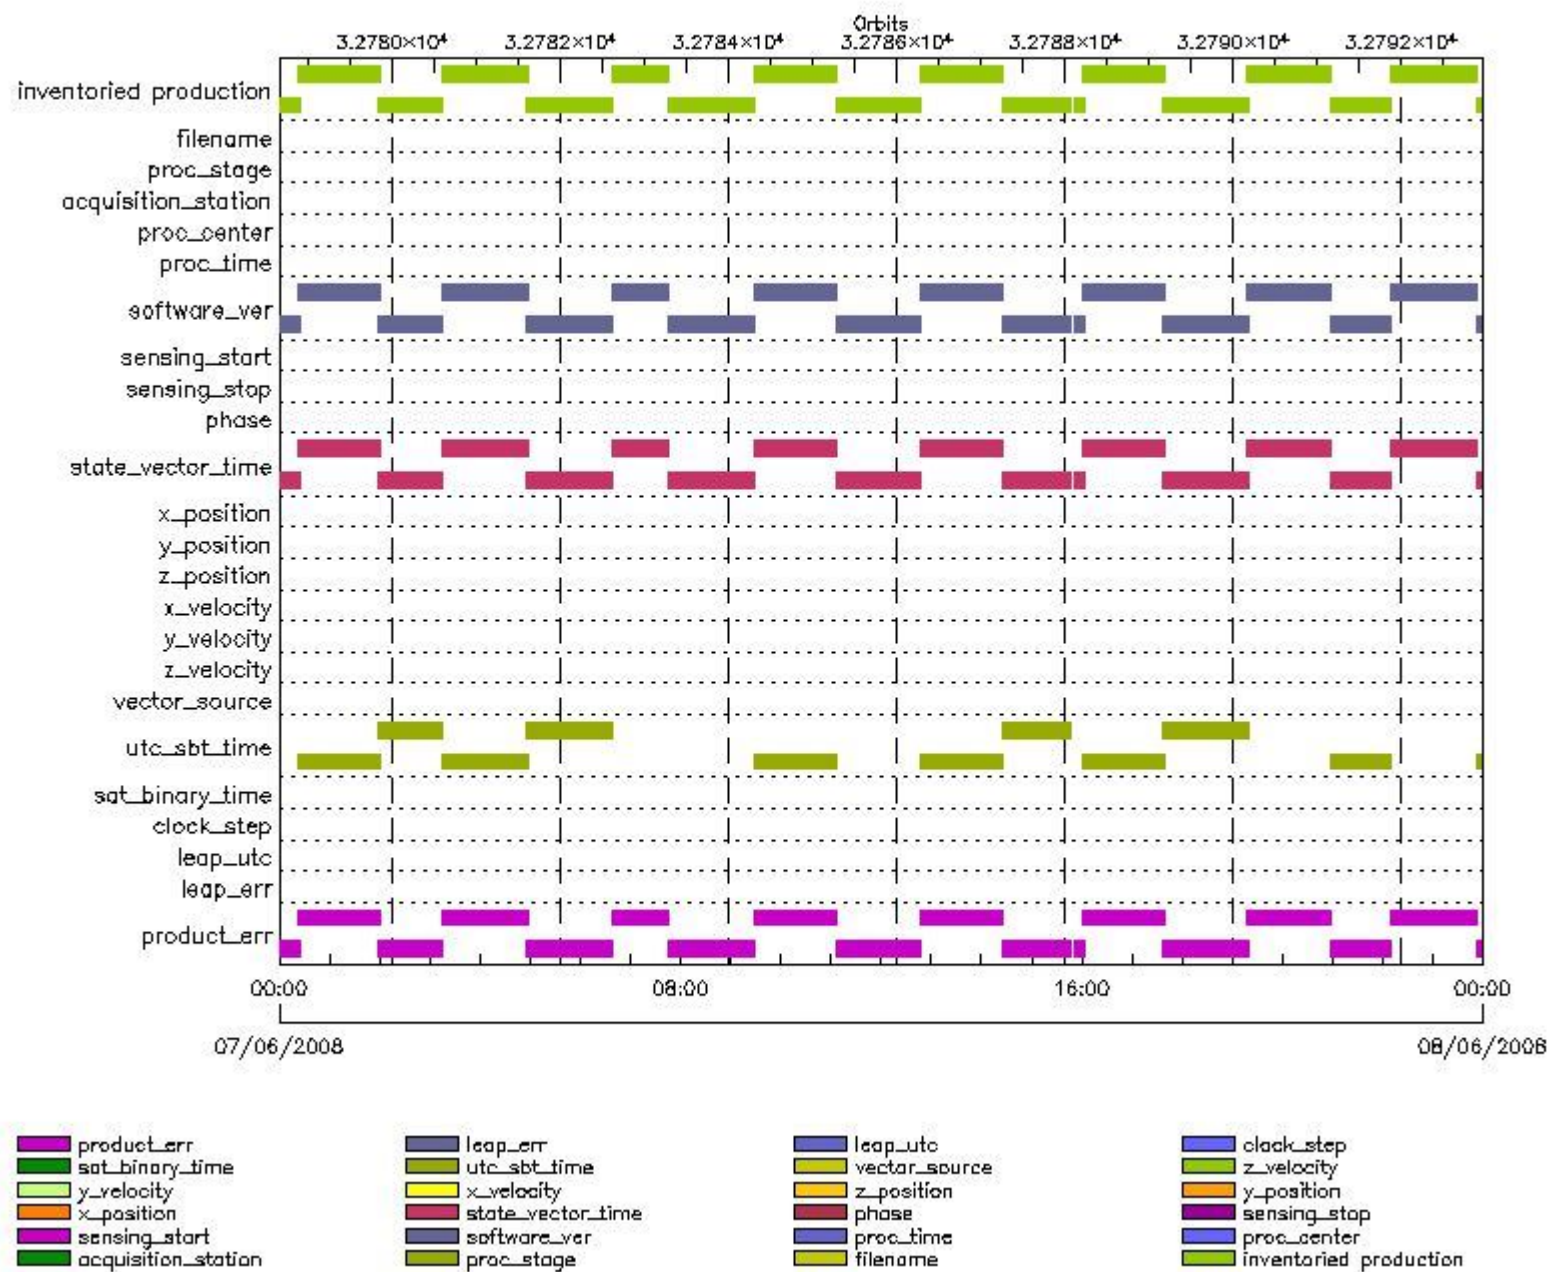 Orbits
3.2780×10⁴ 3.2782×10⁴ 3.2784×10⁴ 3.2786×10⁴ 3.2788×10⁴ 3.2790×10⁴ 3.2792×10⁴
inventoried production
filename
proc_stage
acquisition_station
proc_center
proc_time
software_ver
sensing_start
sensing_stop
phase
state_vector_time
x_position
y_position
z_position
x_velocity
y_velocity
z_velocity
vector_source
utc_sbt_time
sat_binary_time
clock_step
leap_utc
leap_err
product_err
00:00 08:00 16:00 00:00
07/06/2008 08/06/2008
product_err leap_err leap_utc clock_step
sat_binary_time utc_sbt_time vector_source z_velocity
y_velocity x_velocity z_position y_position
x_position state_vector_time phase sensing_stop
sensing_start software_ver proc_time proc_center
acquisition_station proc_stage filename inventoried production